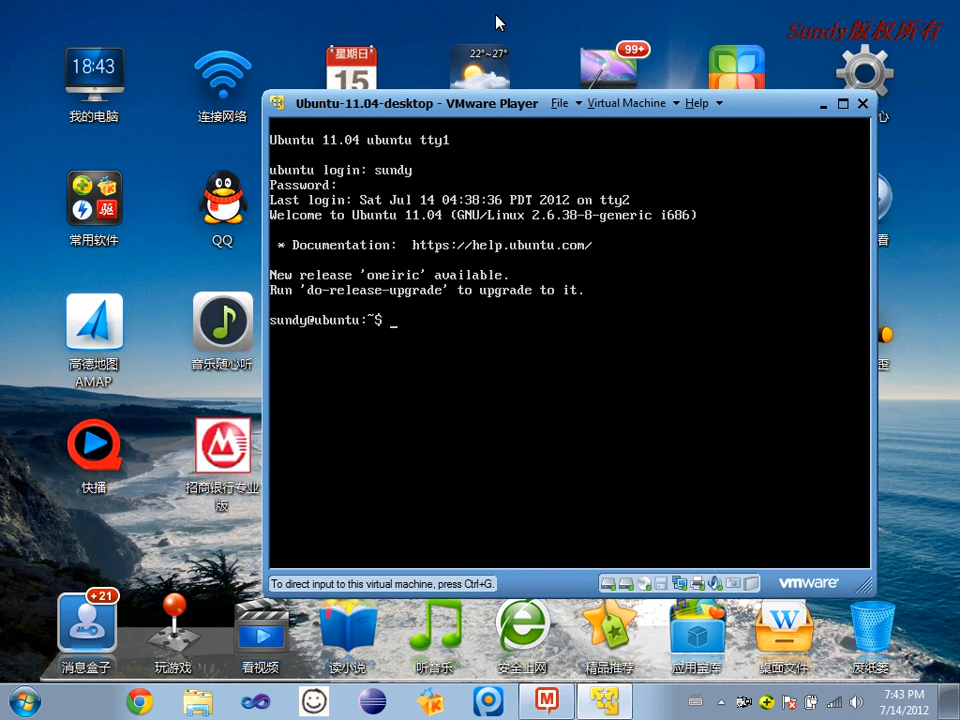 Sundy版权所有
18:43
星期日
15
22°~27°
99+
我的电脑
连接网络
心
Ubuntu-11.04-desktop - VMware Player File Virtual Machine Help
Ubuntu 11.04 ubuntu tty1
ubuntu login: sundy
Password:
Last login: Sat Jul 14 04:38:36 PDT 2012 on tty2
Welcome to Ubuntu 11.04 (GNU/Linux 2.6.38-8-generic i686)
* Documentation: https://help.ubuntu.com/
New release 'oneiric' available.
Run 'do-release-upgrade' to upgrade to it.
sundy@ubuntu:~$ _
To direct input to this virtual machine, press Ctrl+G.
vmware
驱
常用软件
QQ
看
高德地图
AMAP
音乐随心听
歪
快播
招商银行专业
版
+21
W
消息盒子
玩游戏
看视频
读小说
听音乐
安全上网
精品推荐
应用宝库
桌面文件
废纸篓
7:43 PM
7/14/2012